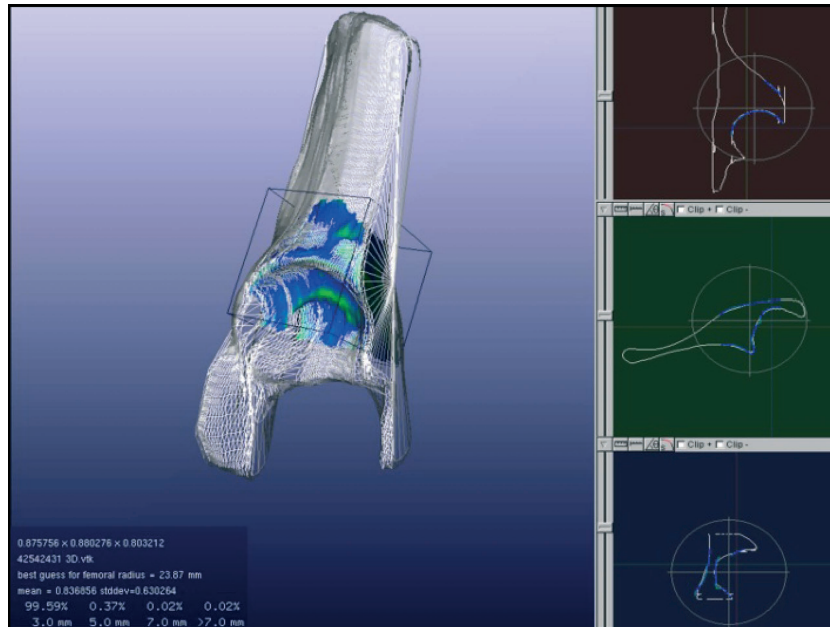 Clip + Clip -
Clip + Clip -
0.875756 × 0.880276 × 0.803212
42542431 3D.vtk
best guess for femoral radius = 23.87 mm
mean = 0.836856 stddev=0.630264
99.59% 0.37% 0.02% 0.02%
3.0 mm 5.0 mm 7.0 mm >7.0 mm